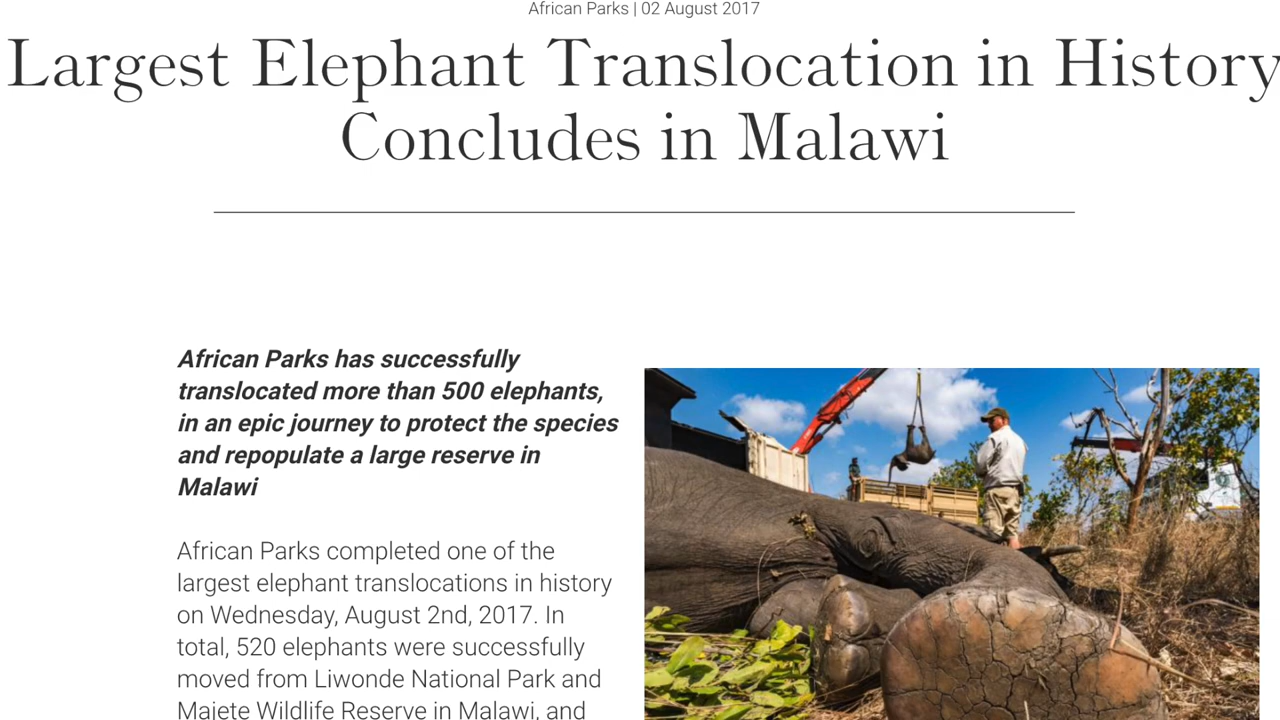 African Parks | 02 August 2017
Largest Elephant Translocation in History
Concludes in Malawi
African Parks has successfully
translocated more than 500 elephants,
in an epic journey to protect the species
and repopulate a large reserve in
Malawi
African Parks completed one of the
largest elephant translocations in history
on Wednesday, August 2nd, 2017. In
total, 520 elephants were successfully
moved from Liwonde National Park and
Majete Wildlife Reserve in Malawi, and